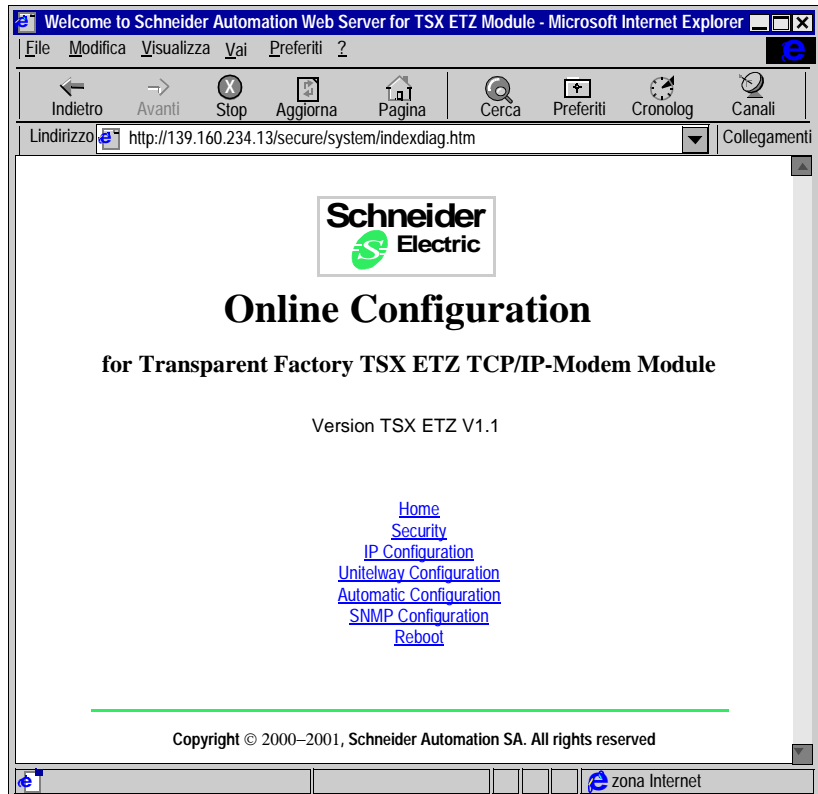 Welcome to Schneider Automation Web Server for TSX ETZ Module - Microsoft Internet Explorer
File Modifica Visualizza Vai Preferiti ?
Indietro Avanti Stop Aggiorna Pagina Cerca Preferiti Cronolog Canali
Lindirizzo http://139.160.234.13/secure/system/indexdiag.htm Collegamenti
Schneider
Electric
Online Configuration
for Transparent Factory TSX ETZ TCP/IP-Modem Module
Version TSX ETZ V1.1
Home
Security
IP Configuration
Unitelway Configuration
Automatic Configuration
SNMP Configuration
Reboot
Copyright © 2000–2001, Schneider Automation SA. All rights reserved
zona Internet